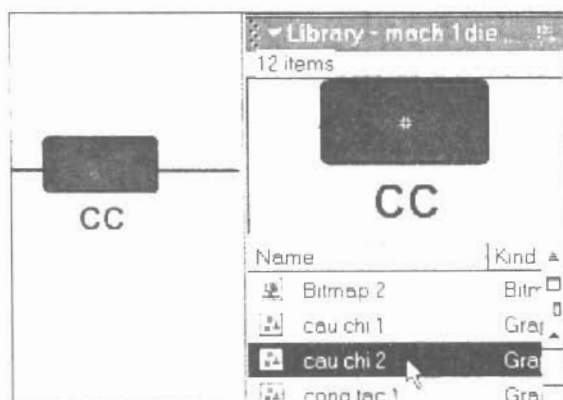 CC
Library - mach 1die ...
12 items
CC
Name Kind
Bitmap 2 Bitm
cau chi 1 Gra
cau chi 2 Gra
cong tac 1 Gra